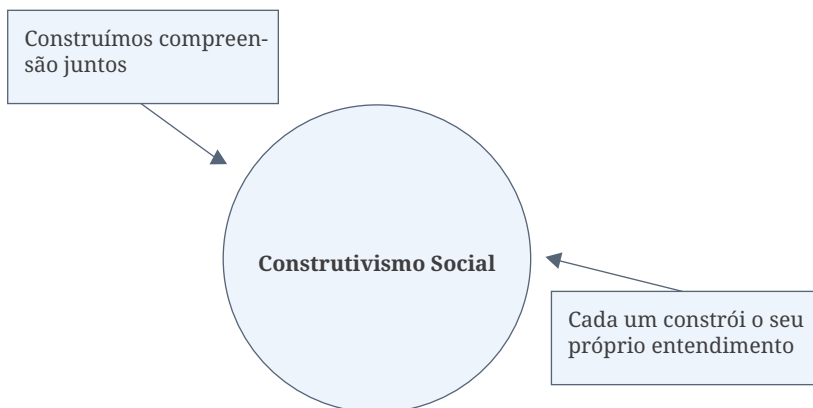 Construímos compreen-
são juntos
Construtivismo Social
Cada um constrói o seu
próprio entendimento